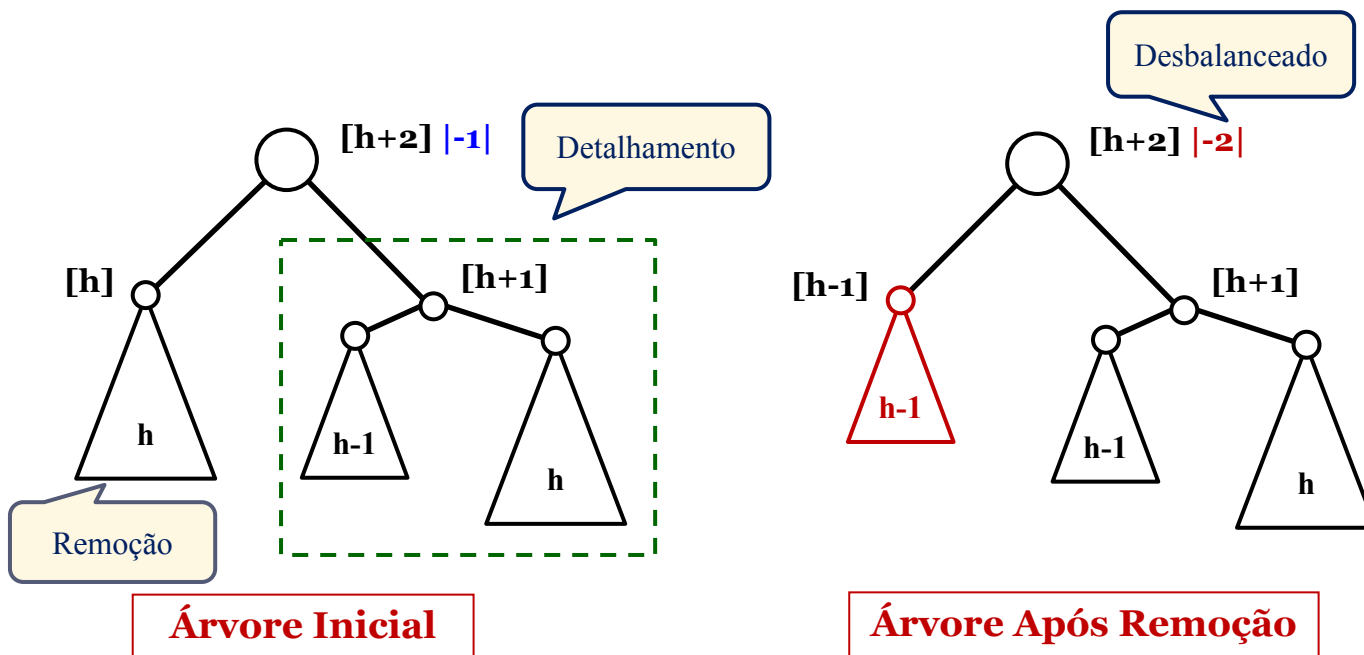 [h+2] |-1|
Detalhamento
[h]
[h+1]
h
h-1
h
Remoção
Árvore Inicial
Desbalanceado
[h+2] |-2|
[h-1]
[h+1]
h-1
h-1
h
Árvore Após Remoção